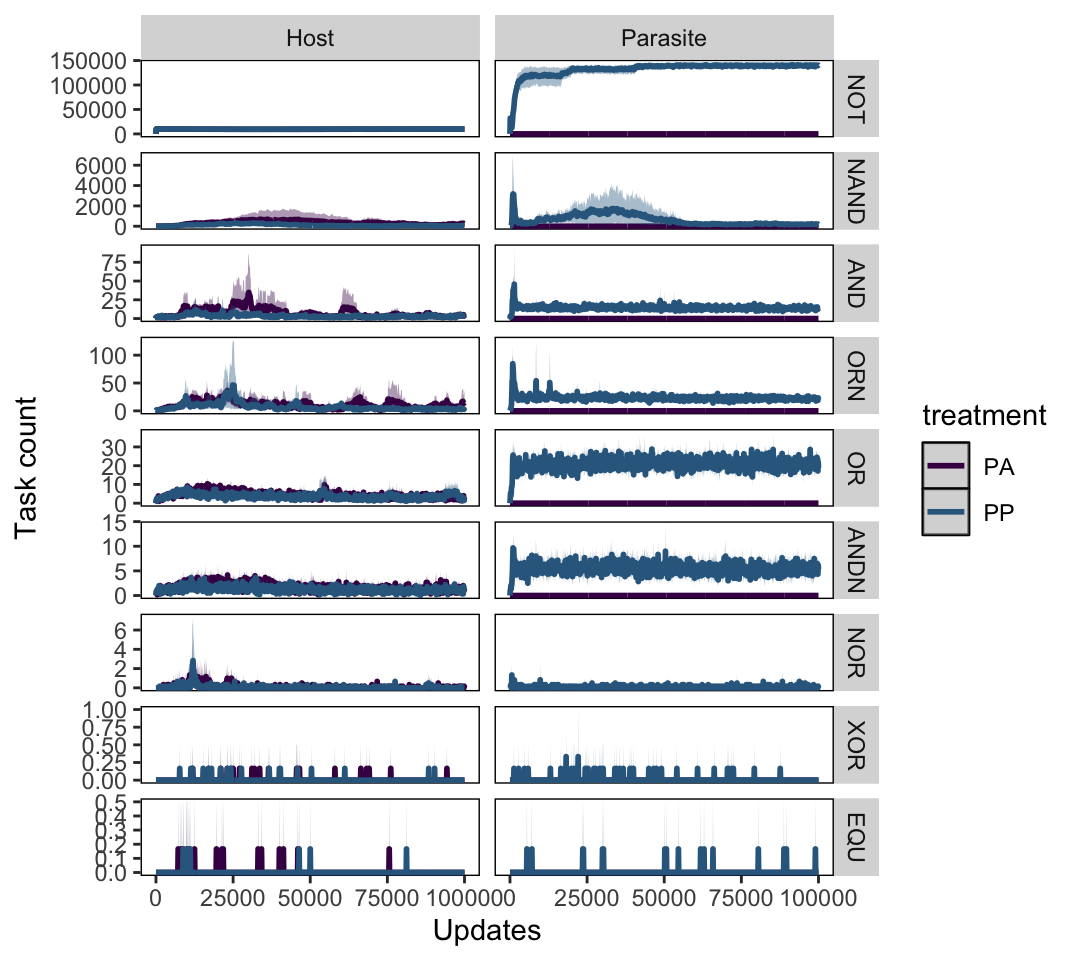 Host Parasite
150000
100000
50000
0
NOT
6000
4000
2000
0
NAND
75
50
25
0
AND
100
50
0
ORN
30
20
10
0
OR
15
10
5
0
ANDN
6
4
2
0
NOR
1.00
0.75
0.50
0.25
0.00
XOR
0.5
0.4
0.3
0.2
0.1
0.0
EQU
0 25000 50000 75000 100000 0 25000 50000 75000 100000
Updates
Task count
treatment
PA
PP